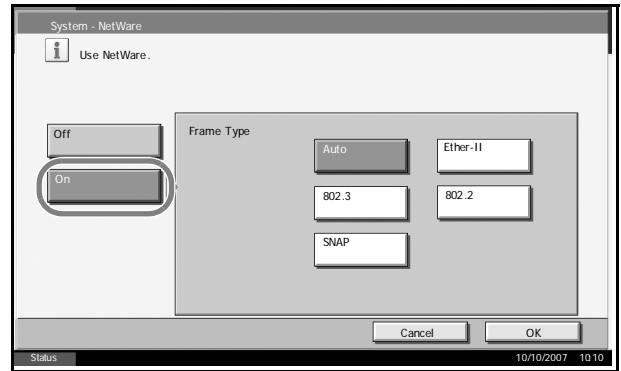 System - NetWare
i
Use NetWare.
Off
On
Frame Type
Auto
Ether-II
802.3
802.2
SNAP
Cancel
OK
Status
10/10/2007 10:10